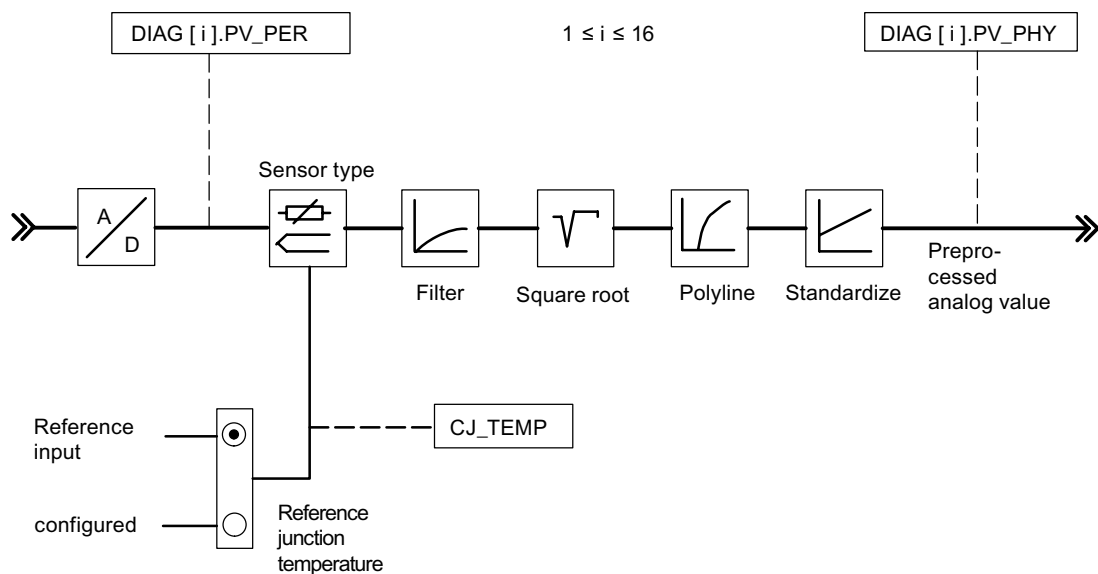 DIAG [ i ].PV_PER
1 ≤ i ≤ 16
DIAG [ i ].PV_PHY
Sensor type
A
D
Filter
Square root
Polyline
Standardize
Prepro-
cessed
analog value
Reference
input
CJ_TEMP
configured
Reference
junction
temperature